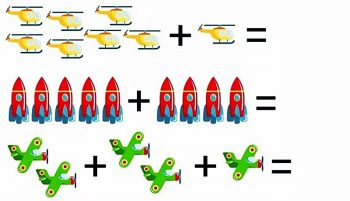 + =
+ =
+ + =